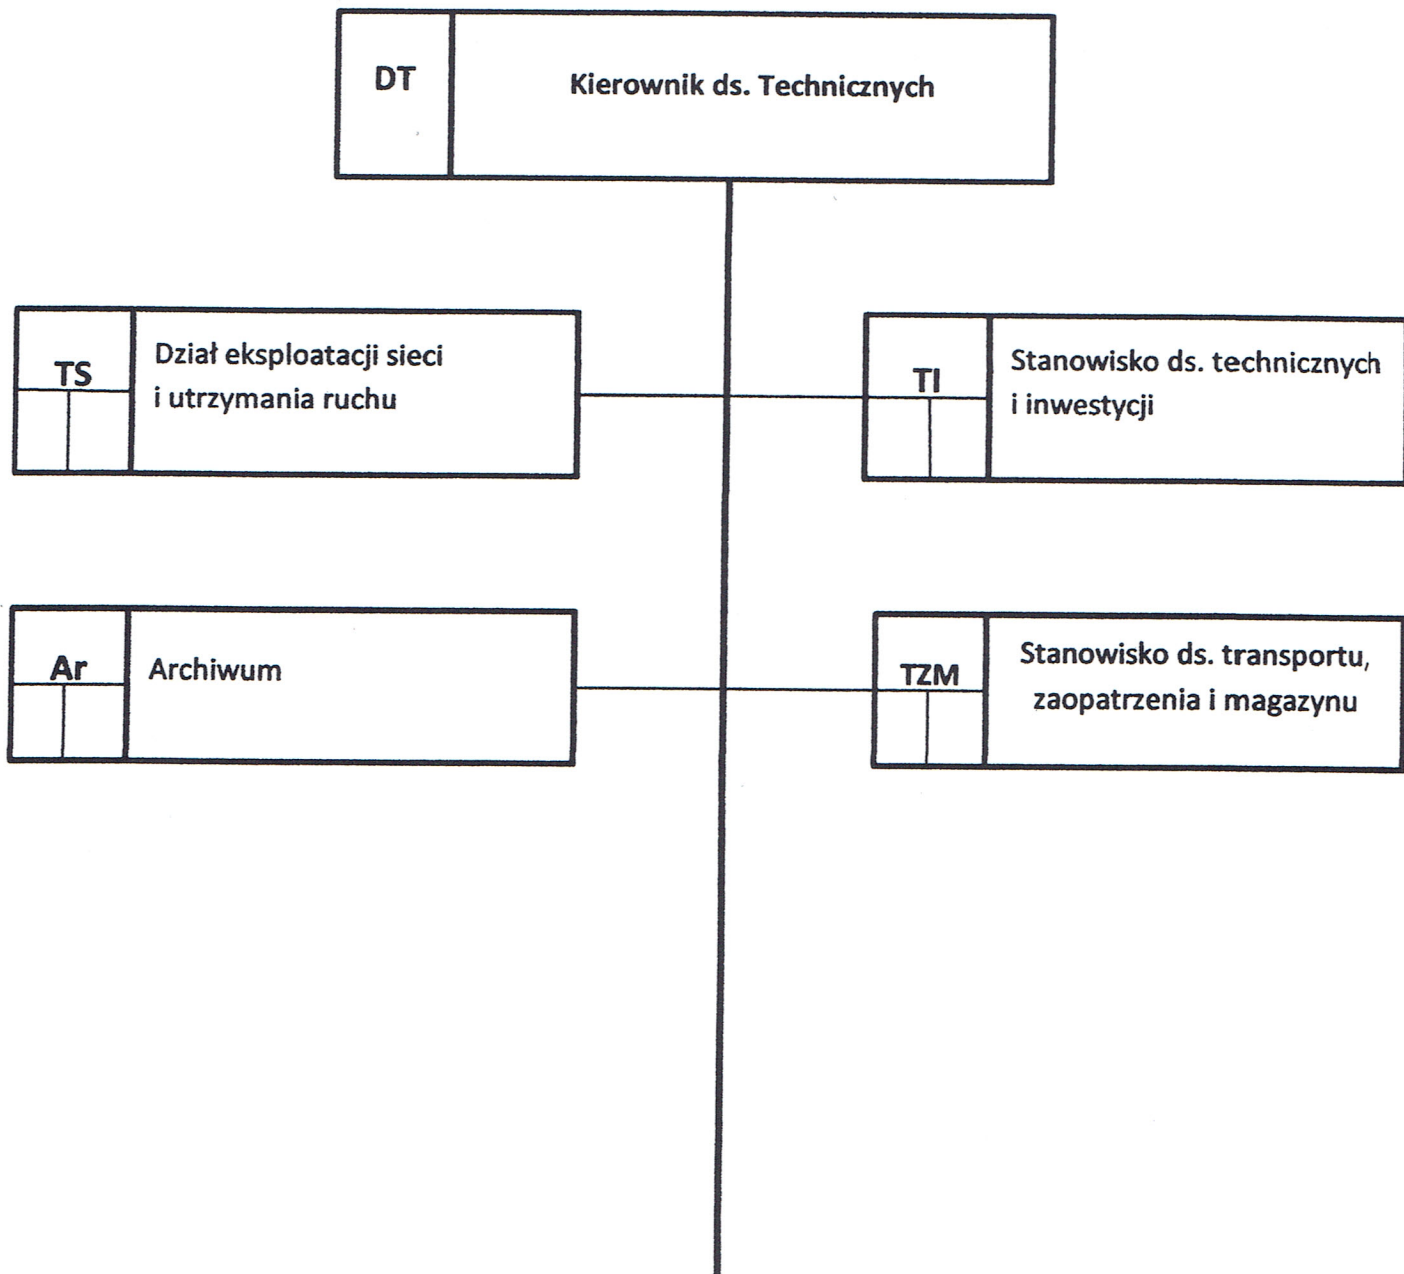 DT
Kierownik ds. Technicznych
TS
Dział eksploatacji sieci
i utrzymania ruchu
TI
Stanowisko ds. technicznych
i inwestycji
Ar
Archiwum
TZM
Stanowisko ds. transportu,
zaopatrzenia i magazynu